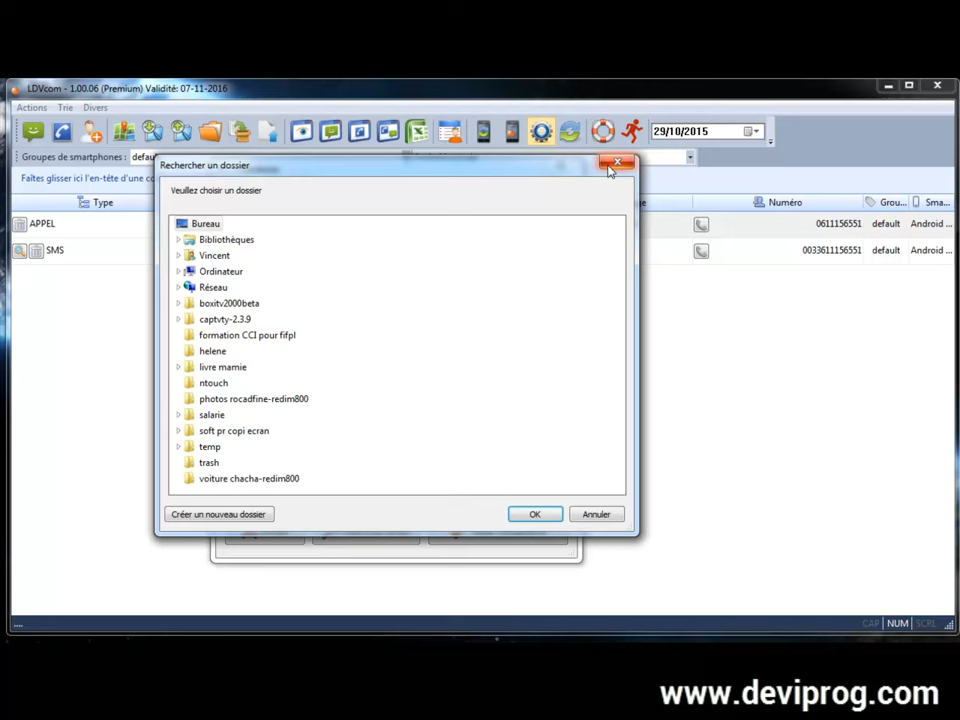 LDVcom - 1.00.06 (Premium) Validité: 07-11-2016
Actions Trie Divers
29/10/2015
Groupes de smartphones :
Rechercher un dossier
Veuillez choisir un dossier
Faîtes glisser ici l'en-tête d'une
Type Numéro Grou... Sma...
APPEL 0611156551 default Android ...
SMS 0033611156551 default Android ...
Bureau
Bibliothèques
Vincent
Ordinateur
Réseau
boxitv2000beta
captvty-2.3.9
formation CCI pour fifpl
helene
livre mamie
ntouch
photos rocadfine-redim800
salarie
soft pr copi ecran
temp
trash
voiture chacha-redim800
Créer un nouveau dossier OK Annuler
.... CAP NUM SCRL
www.deviprog.com